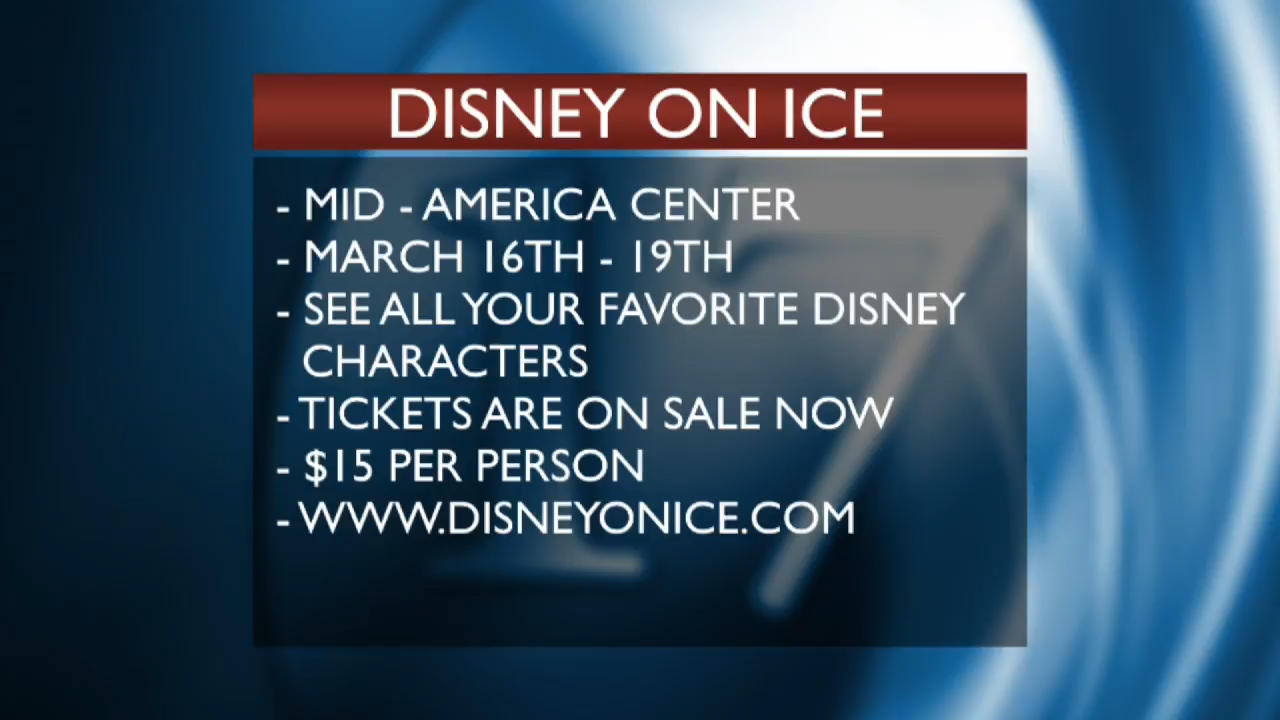 DISNEY ON ICE
- MID - AMERICA CENTER
- MARCH 16TH - 19TH
- SEE ALL YOUR FAVORITE DISNEY
CHARACTERS
- TICKETS ARE ON SALE NOW
- $15 PER PERSON
- WWW.DISNEYONICE.COM